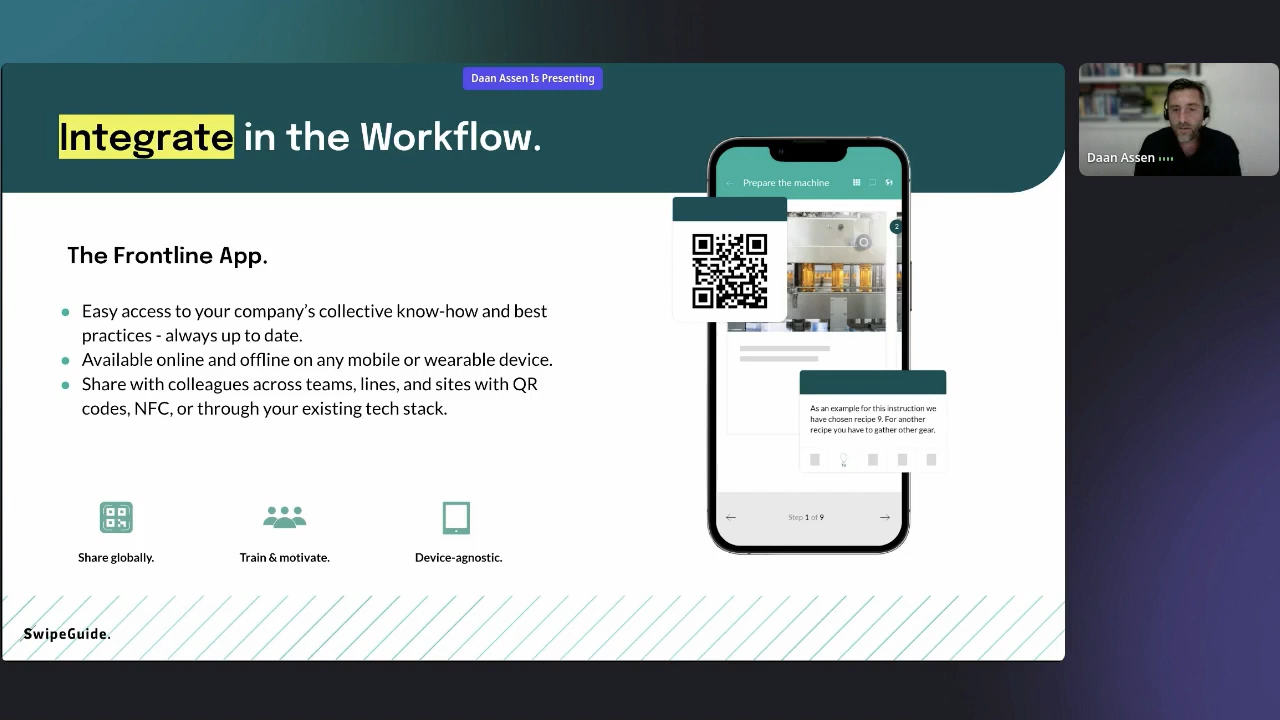 Daan Assen Is Presenting
Integrate in the Workflow.
Daan Assen
Prepare the machine
2
The Frontline App.
Easy access to your company’s collective know-how and best
practices - always up to date.
Available online and offline on any mobile or wearable device.
Share with colleagues across teams, lines, and sites with QR
codes, NFC, or through your existing tech stack.
As an example for this instruction we
have chosen recipe 9. For another
recipe you have to gather other gear.
Step 1 of 9
Share globally.
Train & motivate.
Device-agnostic.
SwipeGuide.